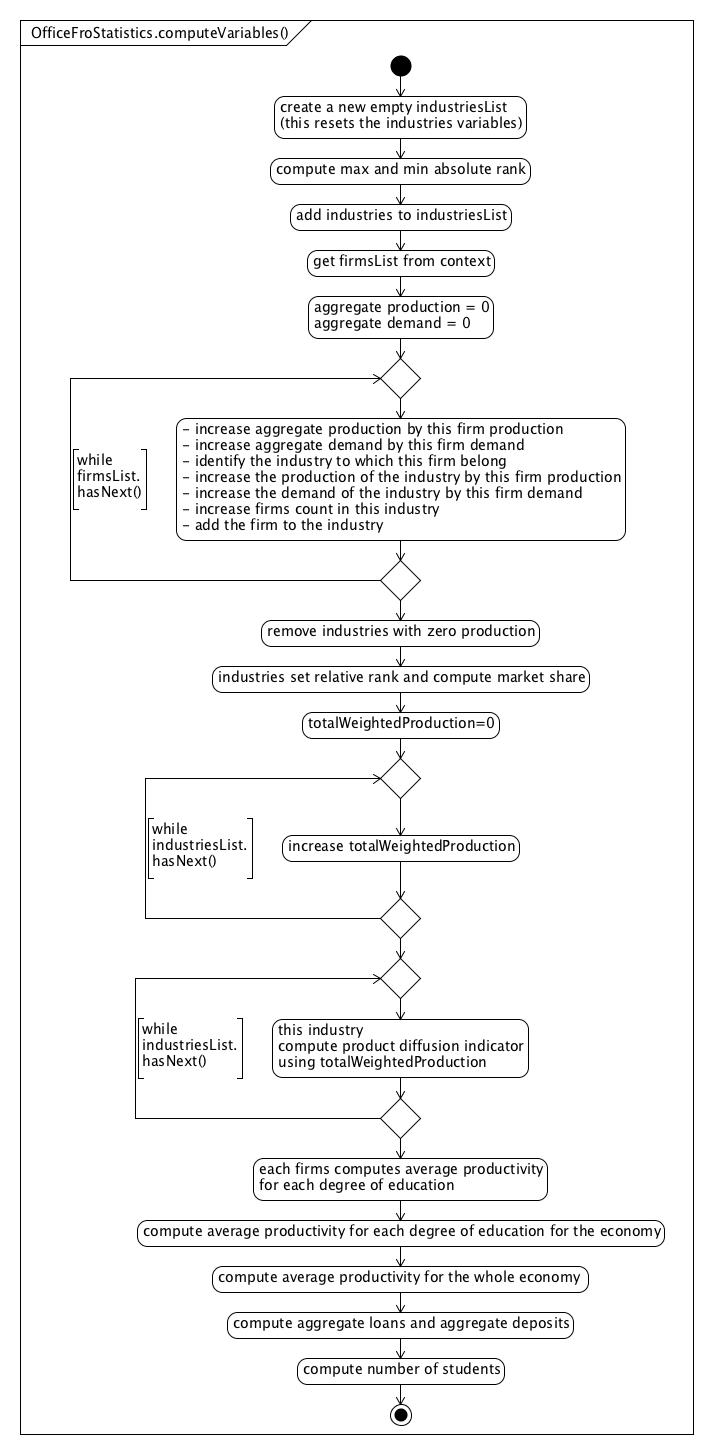 OfficeFroStatistics.computeVariables()
create a new empty industriesList
(this resets the industries variables)
compute max and min absolute rank
add industries to industriesList
get firmsList from context
aggregate production = 0
aggregate demand = 0
while
firmsList.
hasNext()
- increase aggregate production by this firm production
- increase aggregate demand by this firm demand
- identify the industry to which this firm belong
- increase the production of the industry by this firm production
- increase the demand of the industry by this firm demand
- increase firms count in this industry
- add the firm to the industry
remove industries with zero production
industries set relative rank and compute market share
totalWeightedProduction=0
while
industriesList.
hasNext()
increase totalWeightedProduction
while
industriesList.
hasNext()
this industry
compute product diffusion indicator
using totalWeightedProduction
each firms computes average productivity
for each degree of education
compute average productivity for each degree of education for the economy
compute average productivity for the whole economy
compute aggregate loans and aggregate deposits
compute number of students